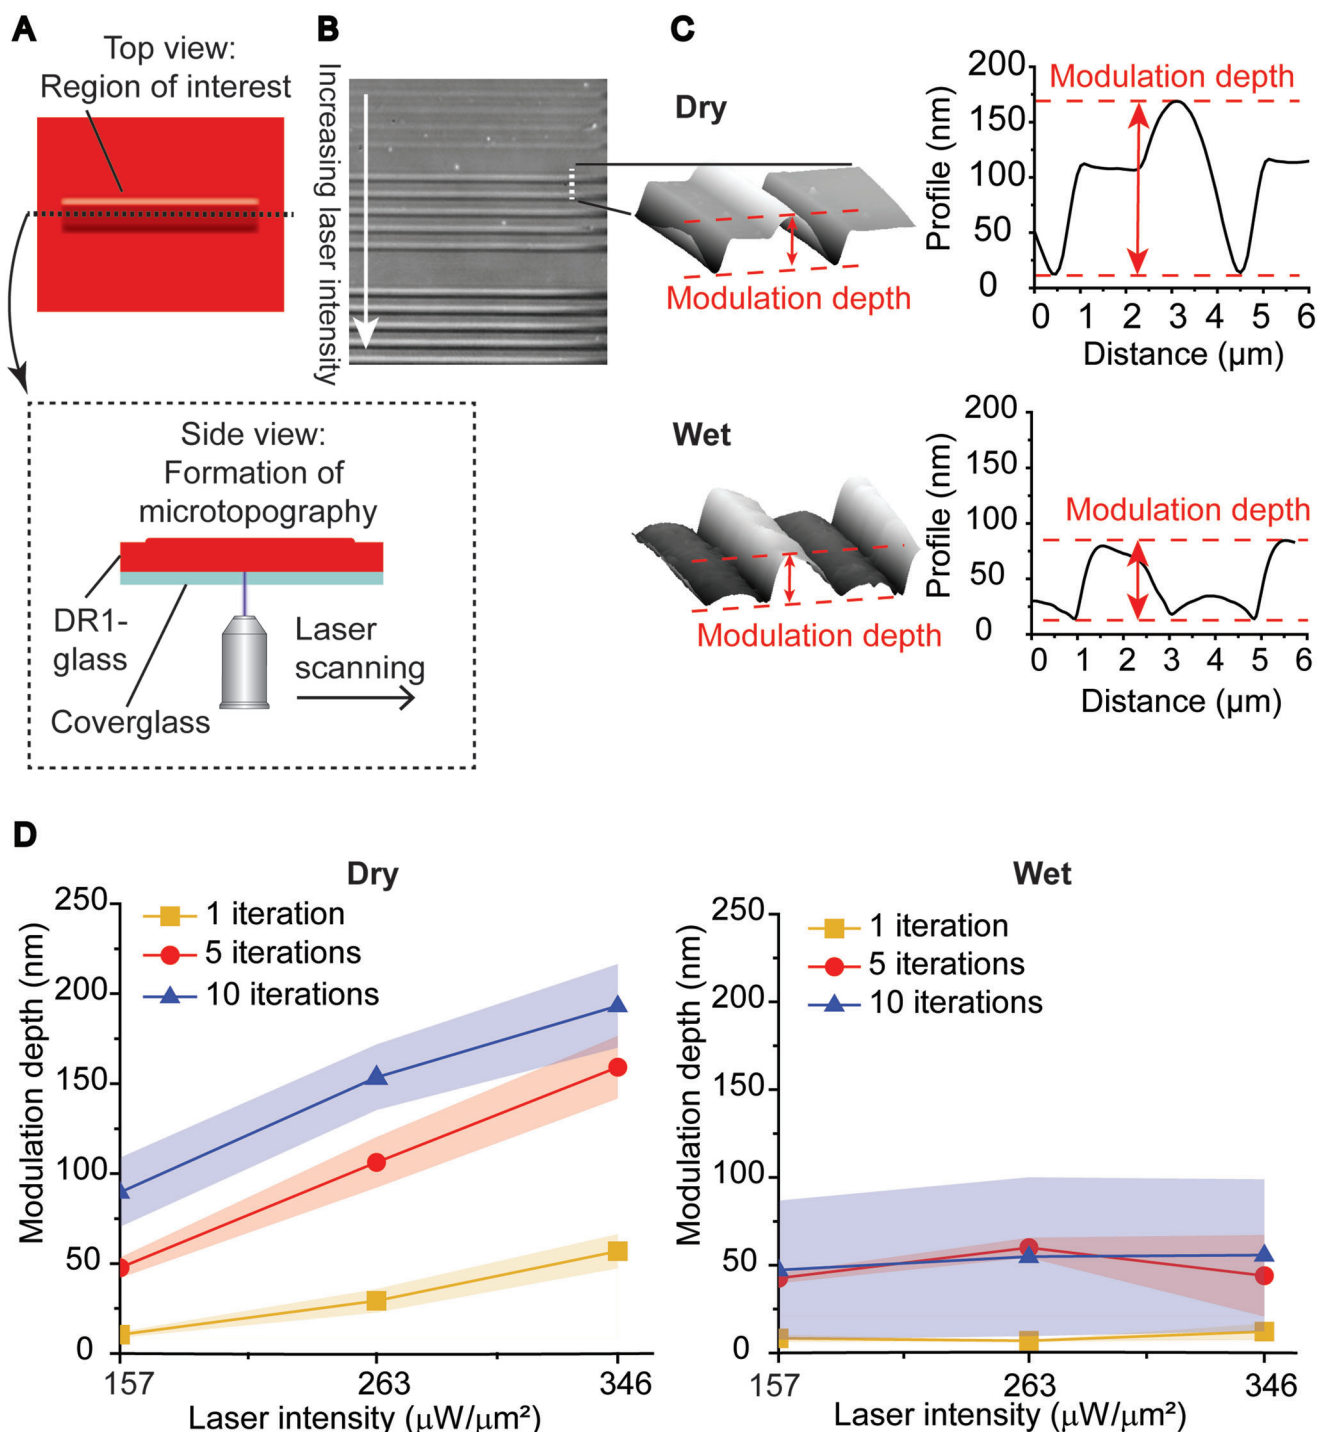 A
Top view:
Region of interest
Side view:
Formation of
microtopography
DR1-
glass
Coverglass
Laser
scanning
B
Increasing laser intensity
C
Dry
Modulation depth
Profile (nm)
200
150
100
50
0
Modulation depth
0 1 2 3 4 5 6
Distance (µm)
Wet
Modulation depth
Profile (nm)
200
150
100
50
0
Modulation depth
0 1 2 3 4 5 6
Distance (µm)
D
Dry
Modulation depth (nm)
250
200
150
100
50
0
1 iteration
5 iterations
10 iterations
157 263 346
Laser intensity (µW/µm²)
Wet
Modulation depth (nm)
250
200
150
100
50
0
1 iteration
5 iterations
10 iterations
157 263 346
Laser intensity (µW/µm²)